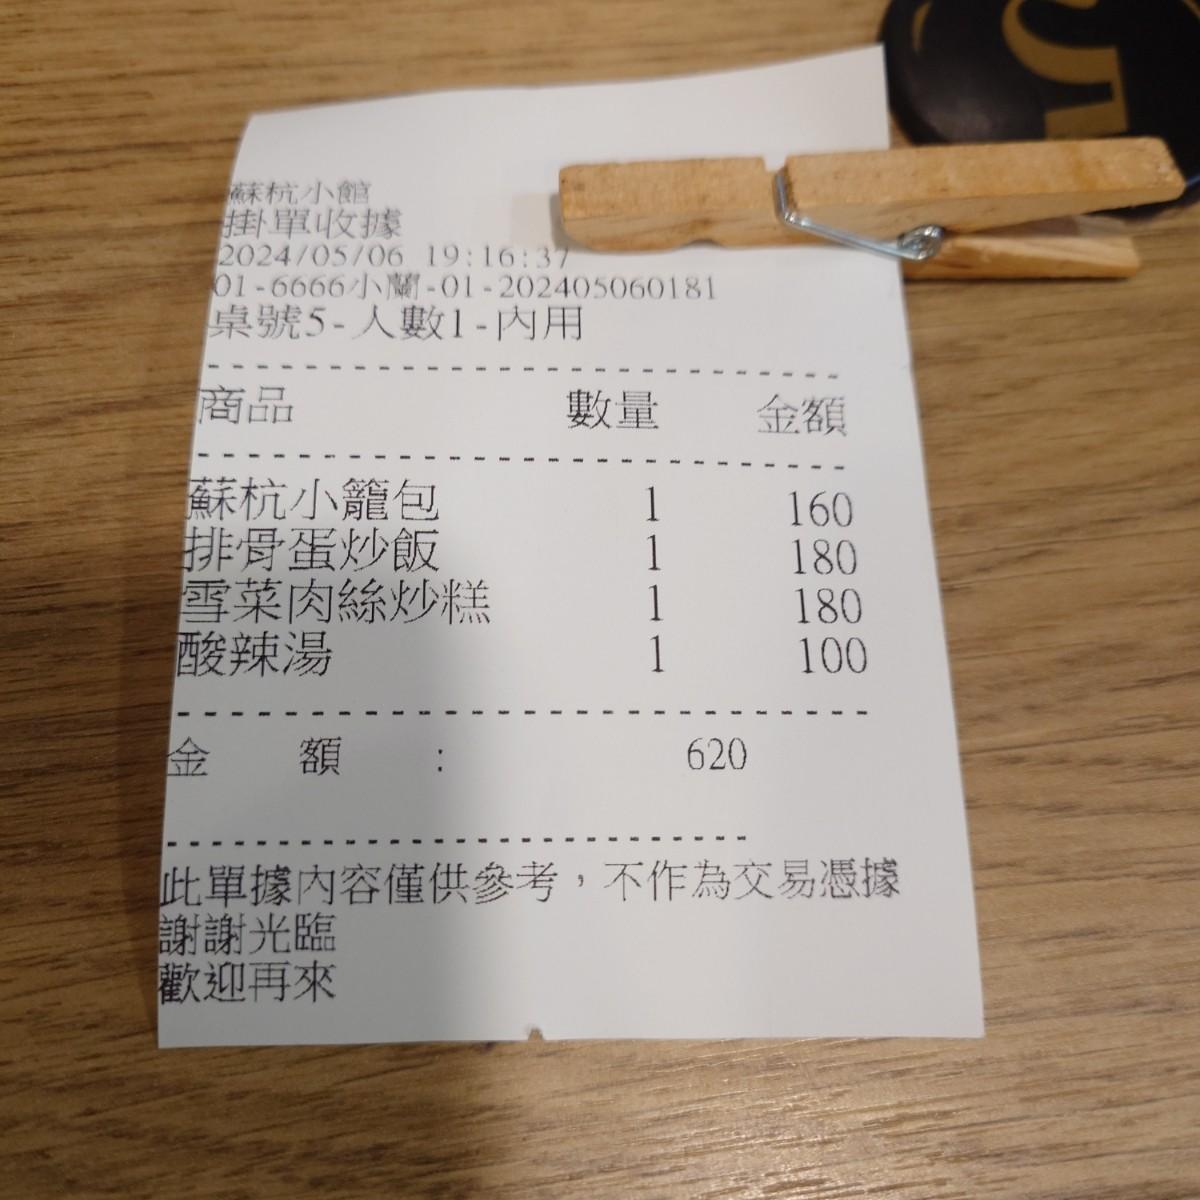 5
蘇杭小館
掛單收據
2024/05/06 19:16:37
01-6666小蘭-01-202405060181
桌號5-人數1-內用
商品 數量 金額
蘇杭小籠包 1 160
排骨蛋炒飯 1 180
雪菜肉絲炒糕 1 180
酸辣湯 1 100
金 額 : 620
此單據內容僅供參考，不作為交易憑據
謝謝光臨
歡迎再來